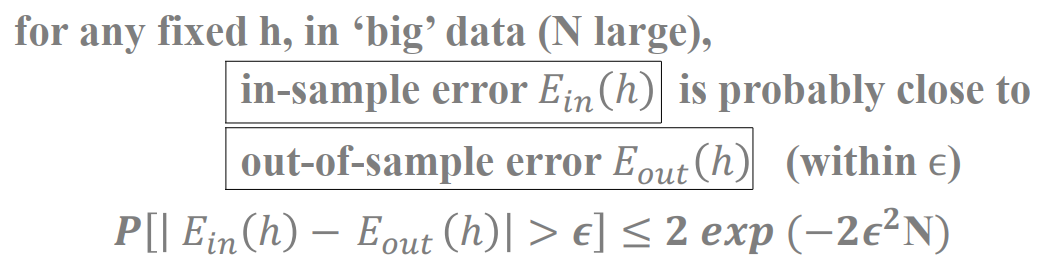 for any fixed h, in ‘big’ data (N large),
in-sample error E_in(h) is probably close to
out-of-sample error E_out(h) (within ϵ)
P[| E_in(h) − E_out (h)| > ϵ] ≤ 2 exp (−2ϵ²N)